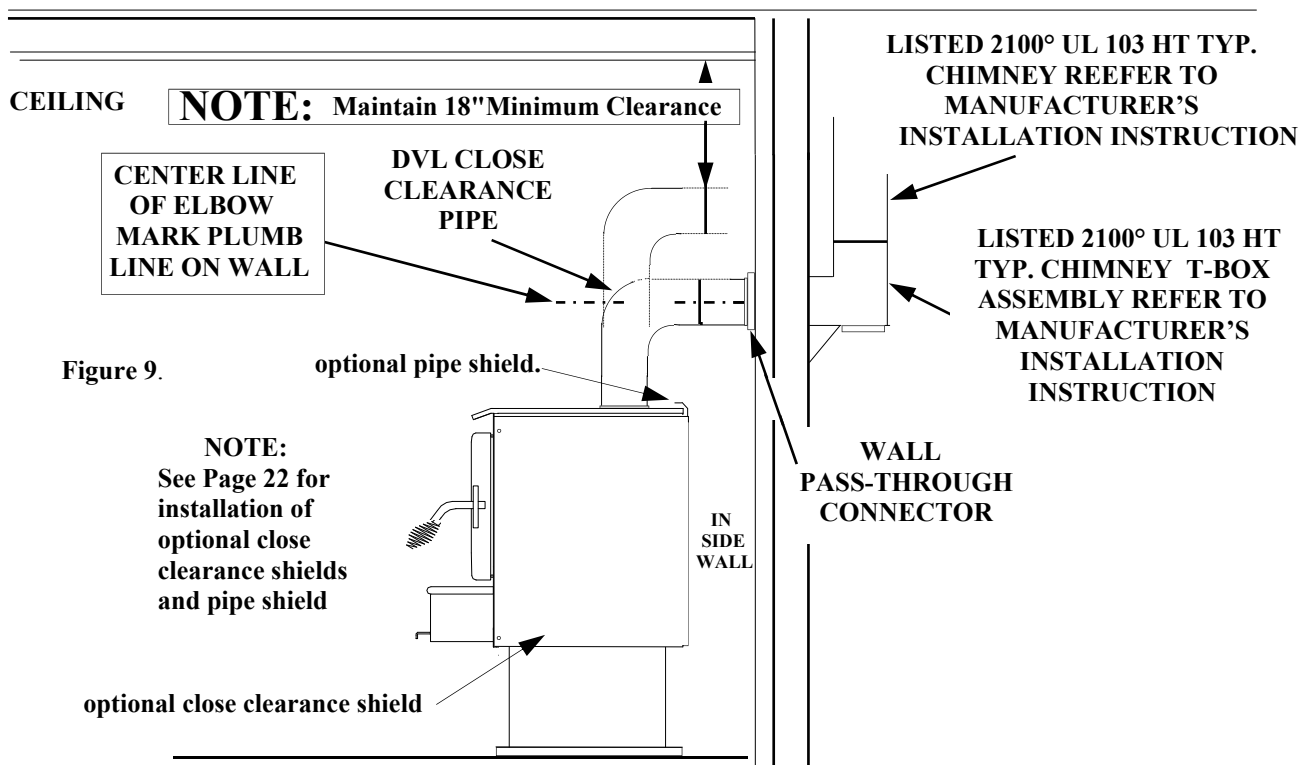 LISTED 2100° UL 103 HT TYP.
CHIMNEY REEFER TO
MANUFACTURER'S
INSTALLATION INSTRUCTION
CEILING
NOTE: Maintain 18"Minimum Clearance
DVL CLOSE
CLEARANCE
PIPE
CENTER LINE
OF ELBOW
MARK PLUMB
LINE ON WALL
LISTED 2100° UL 103 HT
TYP. CHIMNEY T-BOX
ASSEMBLY REFER TO
MANUFACTURER'S
INSTALLATION
INSTRUCTION
Figure 9.
optional pipe shield.
NOTE:
See Page 22 for
installation of
optional close
clearance shields
and pipe shield
WALL
PASS-THROUGH
CONNECTOR
IN
SIDE
WALL
optional close clearance shield